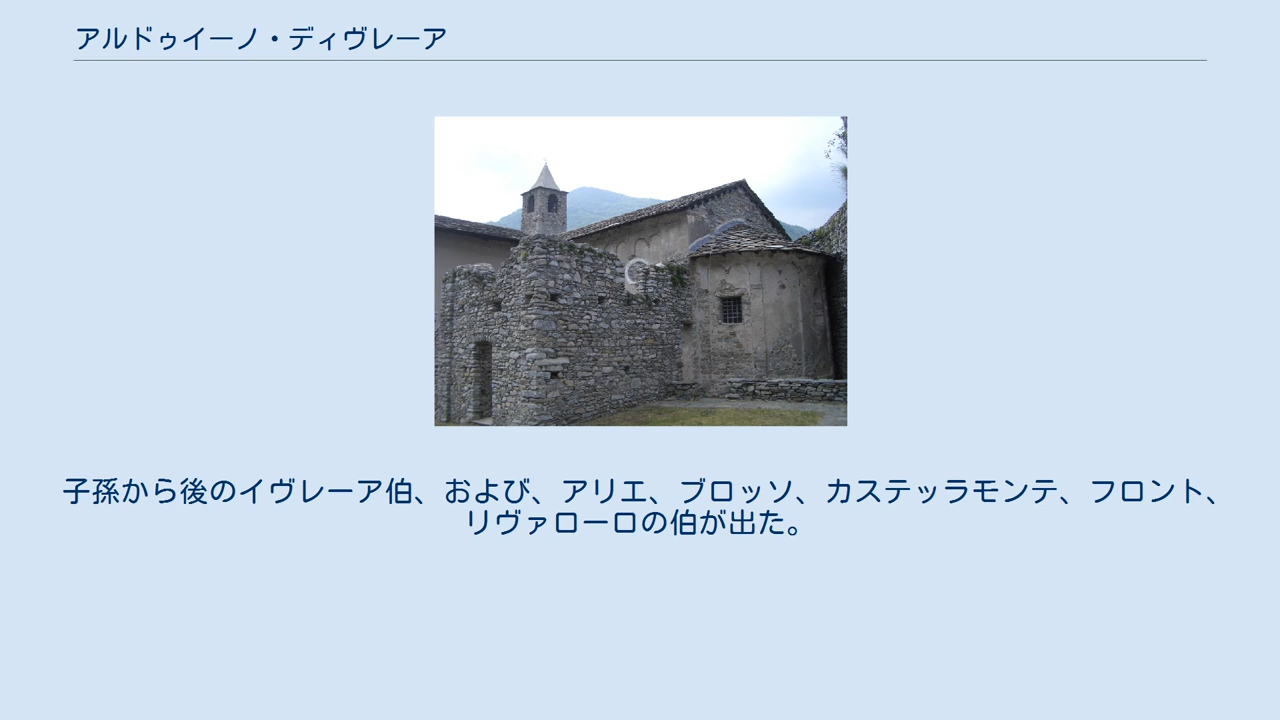 アルドゥイーノ・ディヴレーア
子孫から後のイヴレーア伯、および、アリエ、ブロッソ、カステッラモンテ、フロント、
リヴァローロの伯が出た。